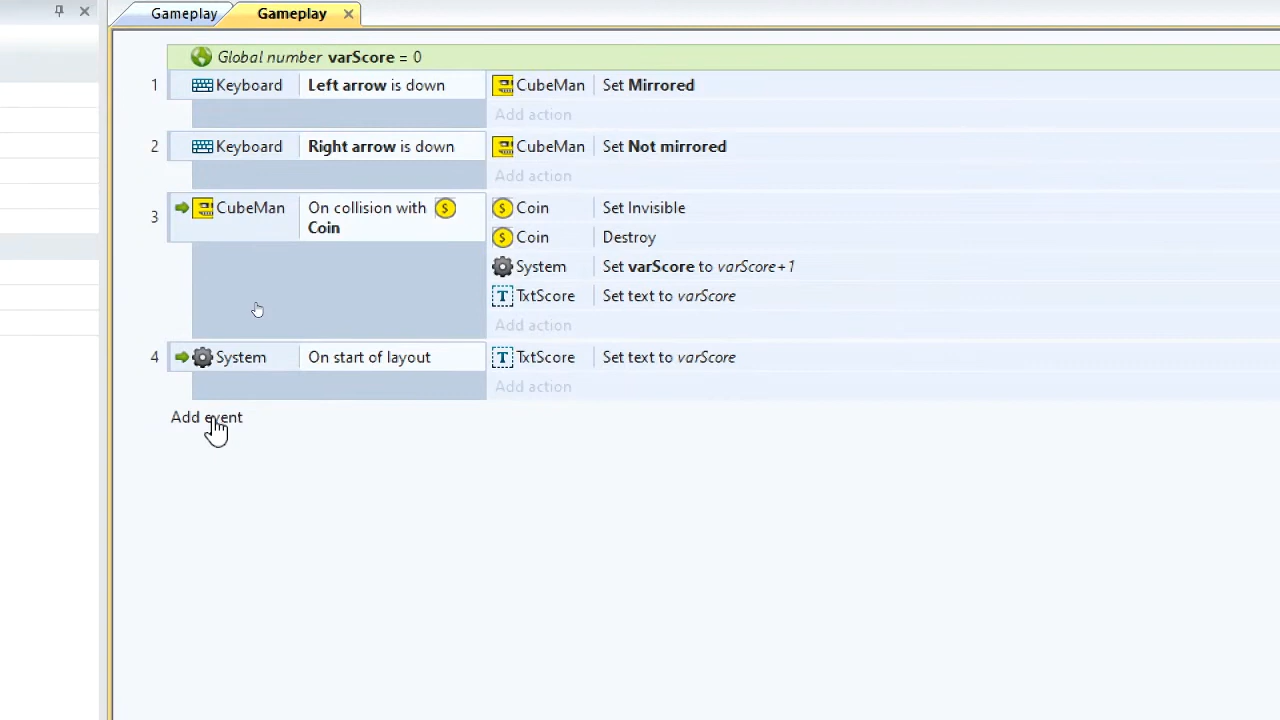 Gameplay Gameplay
Global number varScore = 0
1 Keyboard Left arrow is down CubeMan Set Mirrored
Add action
2 Keyboard Right arrow is down CubeMan Set Not mirrored
Add action
3 CubeMan On collision with $ Coin $ Coin Set Invisible
$ Coin Destroy
System Set varScore to varScore+1
T TxtScore Set text to varScore
Add action
4 System On start of layout T TxtScore Set text to varScore
Add action
Add event